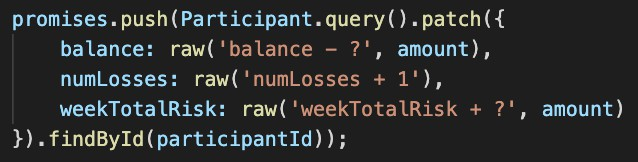 promises.push(Participant.query().patch({
    balance: raw('balance - ?', amount),
    numLosses: raw('numLosses + 1'),
    weekTotalRisk: raw('weekTotalRisk + ?', amount)
}).findById(participantId));